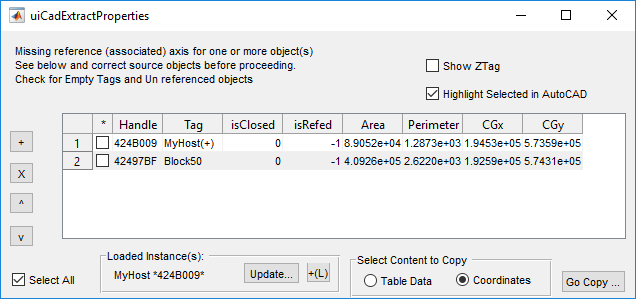 uiCadExtractProperties
Missing reference (associated) axis for one or more object(s)
See below and correct source objects before proceeding.
Check for Empty Tags and Un referenced objects
Show ZTag
Highlight Selected in AutoCAD
* Handle Tag isClosed isRefed Area Perimeter CGx CGy
1 424B009 MyHost(+) 0 -1 8.9052e+04 1.2873e+03 1.9453e+05 5.7359e+05
2 42497BF Block50 0 -1 4.0926e+05 2.6220e+03 1.9259e+05 5.7431e+05
+
X
^
v
Select All
Loaded Instance(s):
MyHost *424B009*
Update...
+(L)
Select Content to Copy
Table Data
Coordinates
Go Copy ...